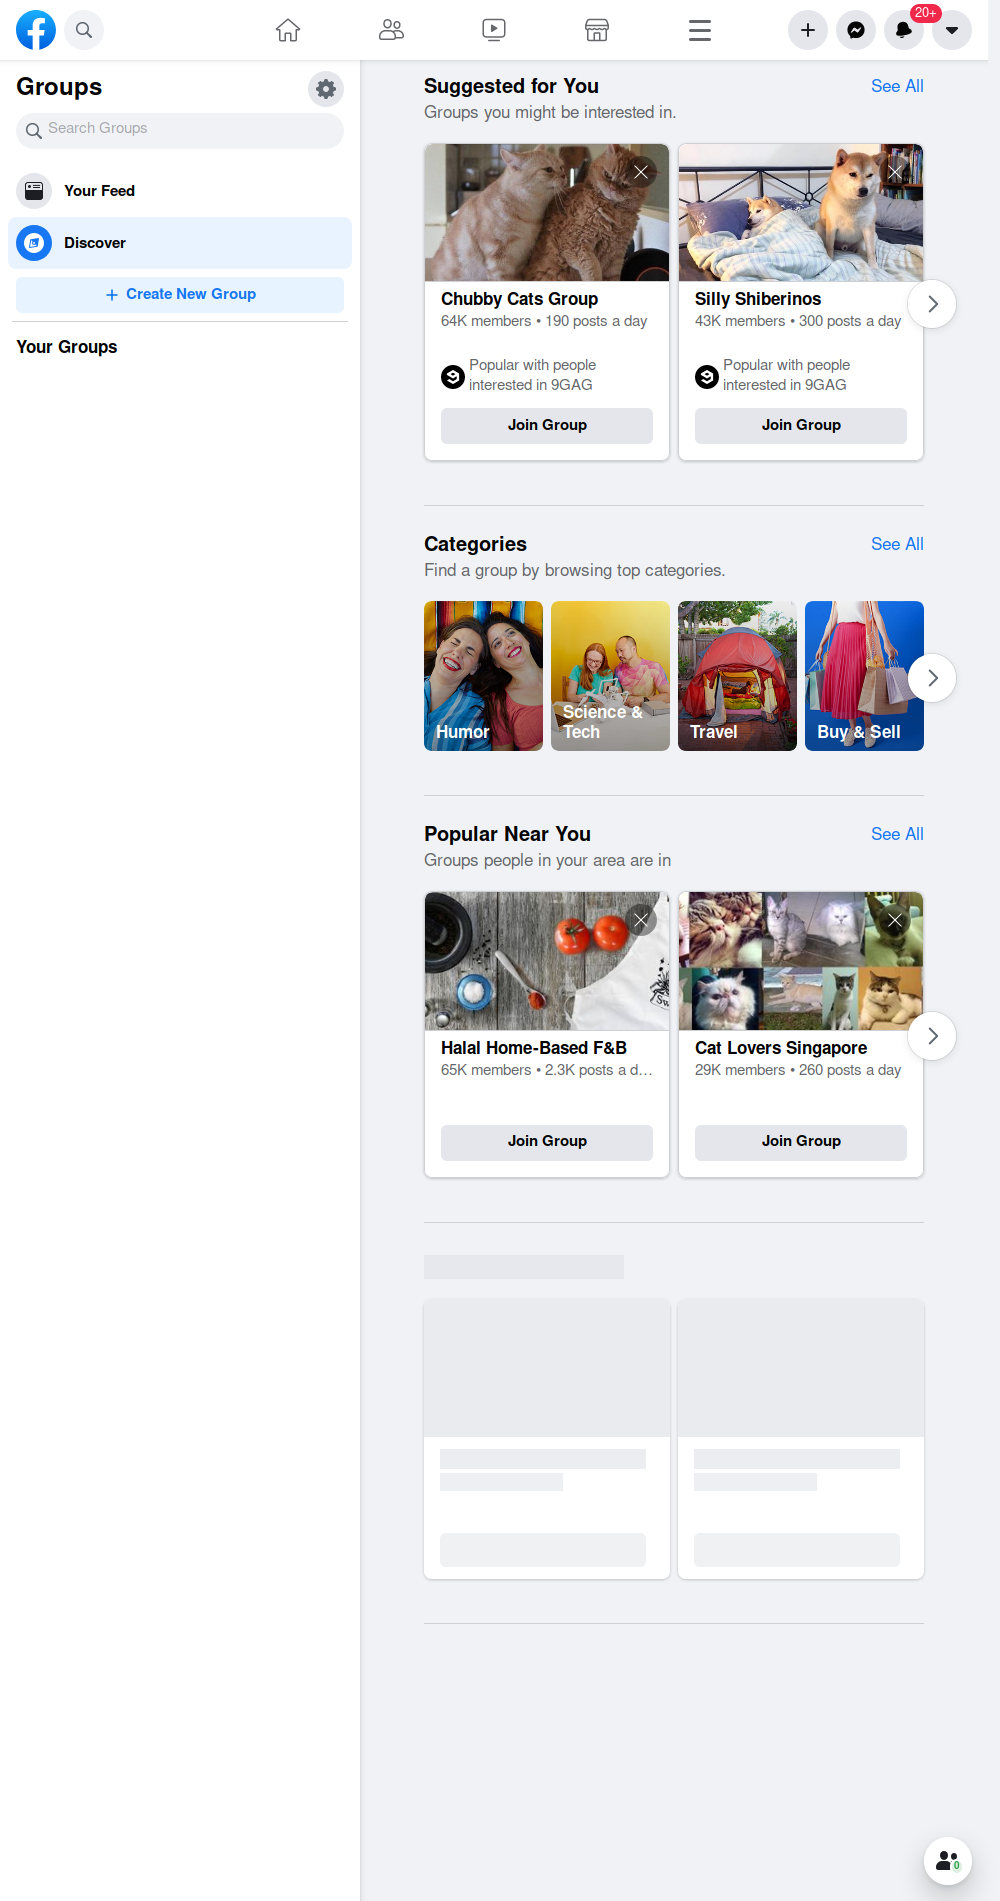 20+
Groups
Search Groups
Your Feed
Discover
+ Create New Group
Your Groups
Suggested for You
See All
Groups you might be interested in.
Chubby Cats Group
64K members • 190 posts a day
Popular with people
interested in 9GAG
Join Group
Silly Shiberinos
43K members • 300 posts a day
Popular with people
interested in 9GAG
Join Group
Categories
See All
Find a group by browsing top categories.
Humor
Science &
Tech
Travel
Buy & Sell
Popular Near You
See All
Groups people in your area are in
Halal Home-Based F&B
65K members • 2.3K posts a d...
Join Group
Cat Lovers Singapore
29K members • 260 posts a day
Join Group
0